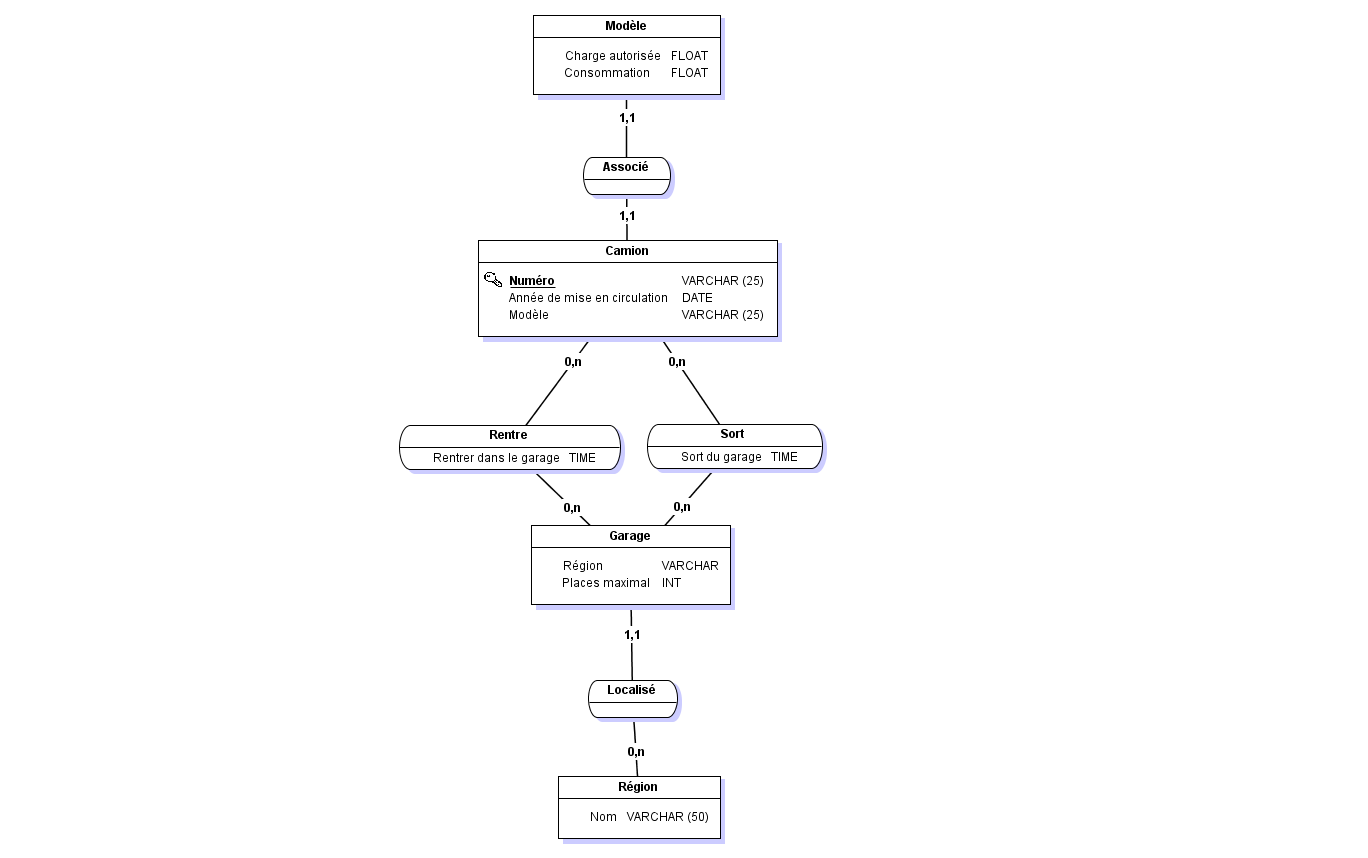 Modèle
Charge autorisée FLOAT
Consommation FLOAT
1,1
Associé
1,1
Camion
Numéro VARCHAR (25)
Année de mise en circulation DATE
Modèle VARCHAR (25)
0,n 0,n
Rentre
Rentrer dans le garage TIME
Sort
Sort du garage TIME
0,n 0,n
Garage
Région VARCHAR
Places maximal INT
1,1
Localisé
0,n
Région
Nom VARCHAR (50)